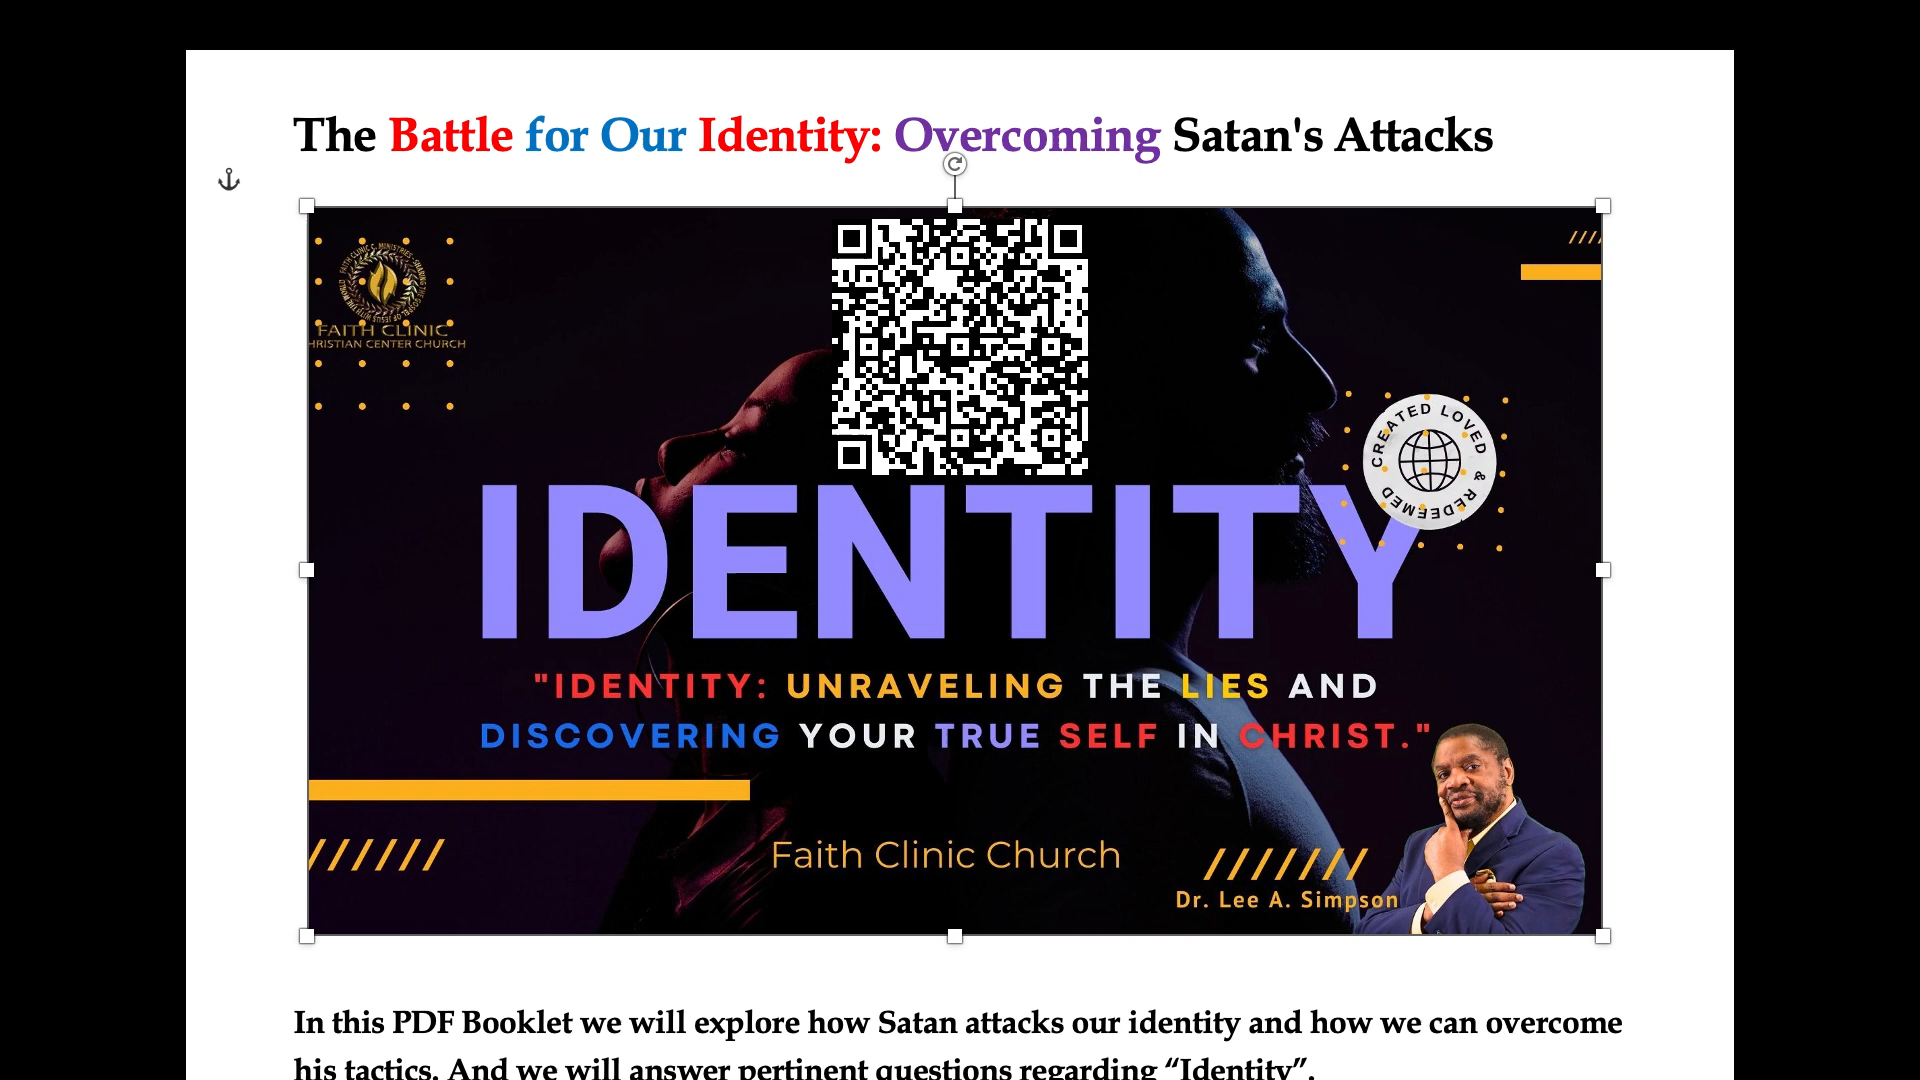 The Battle for Our Identity: Overcoming Satan's Attacks
FAITH CLINIC
HRISTIAN CENTER CHURCH
CREATED LOVED & REDEEMED
IDENTITY
"IDENTITY: UNRAVELING THE LIES AND
DISCOVERING YOUR TRUE SELF IN CHRIST."
Faith Clinic Church
Dr. Lee A. Simpson
In this PDF Booklet we will explore how Satan attacks our identity and how we can overcome
his tactics. And we will answer pertinent questions regarding “Identity”.